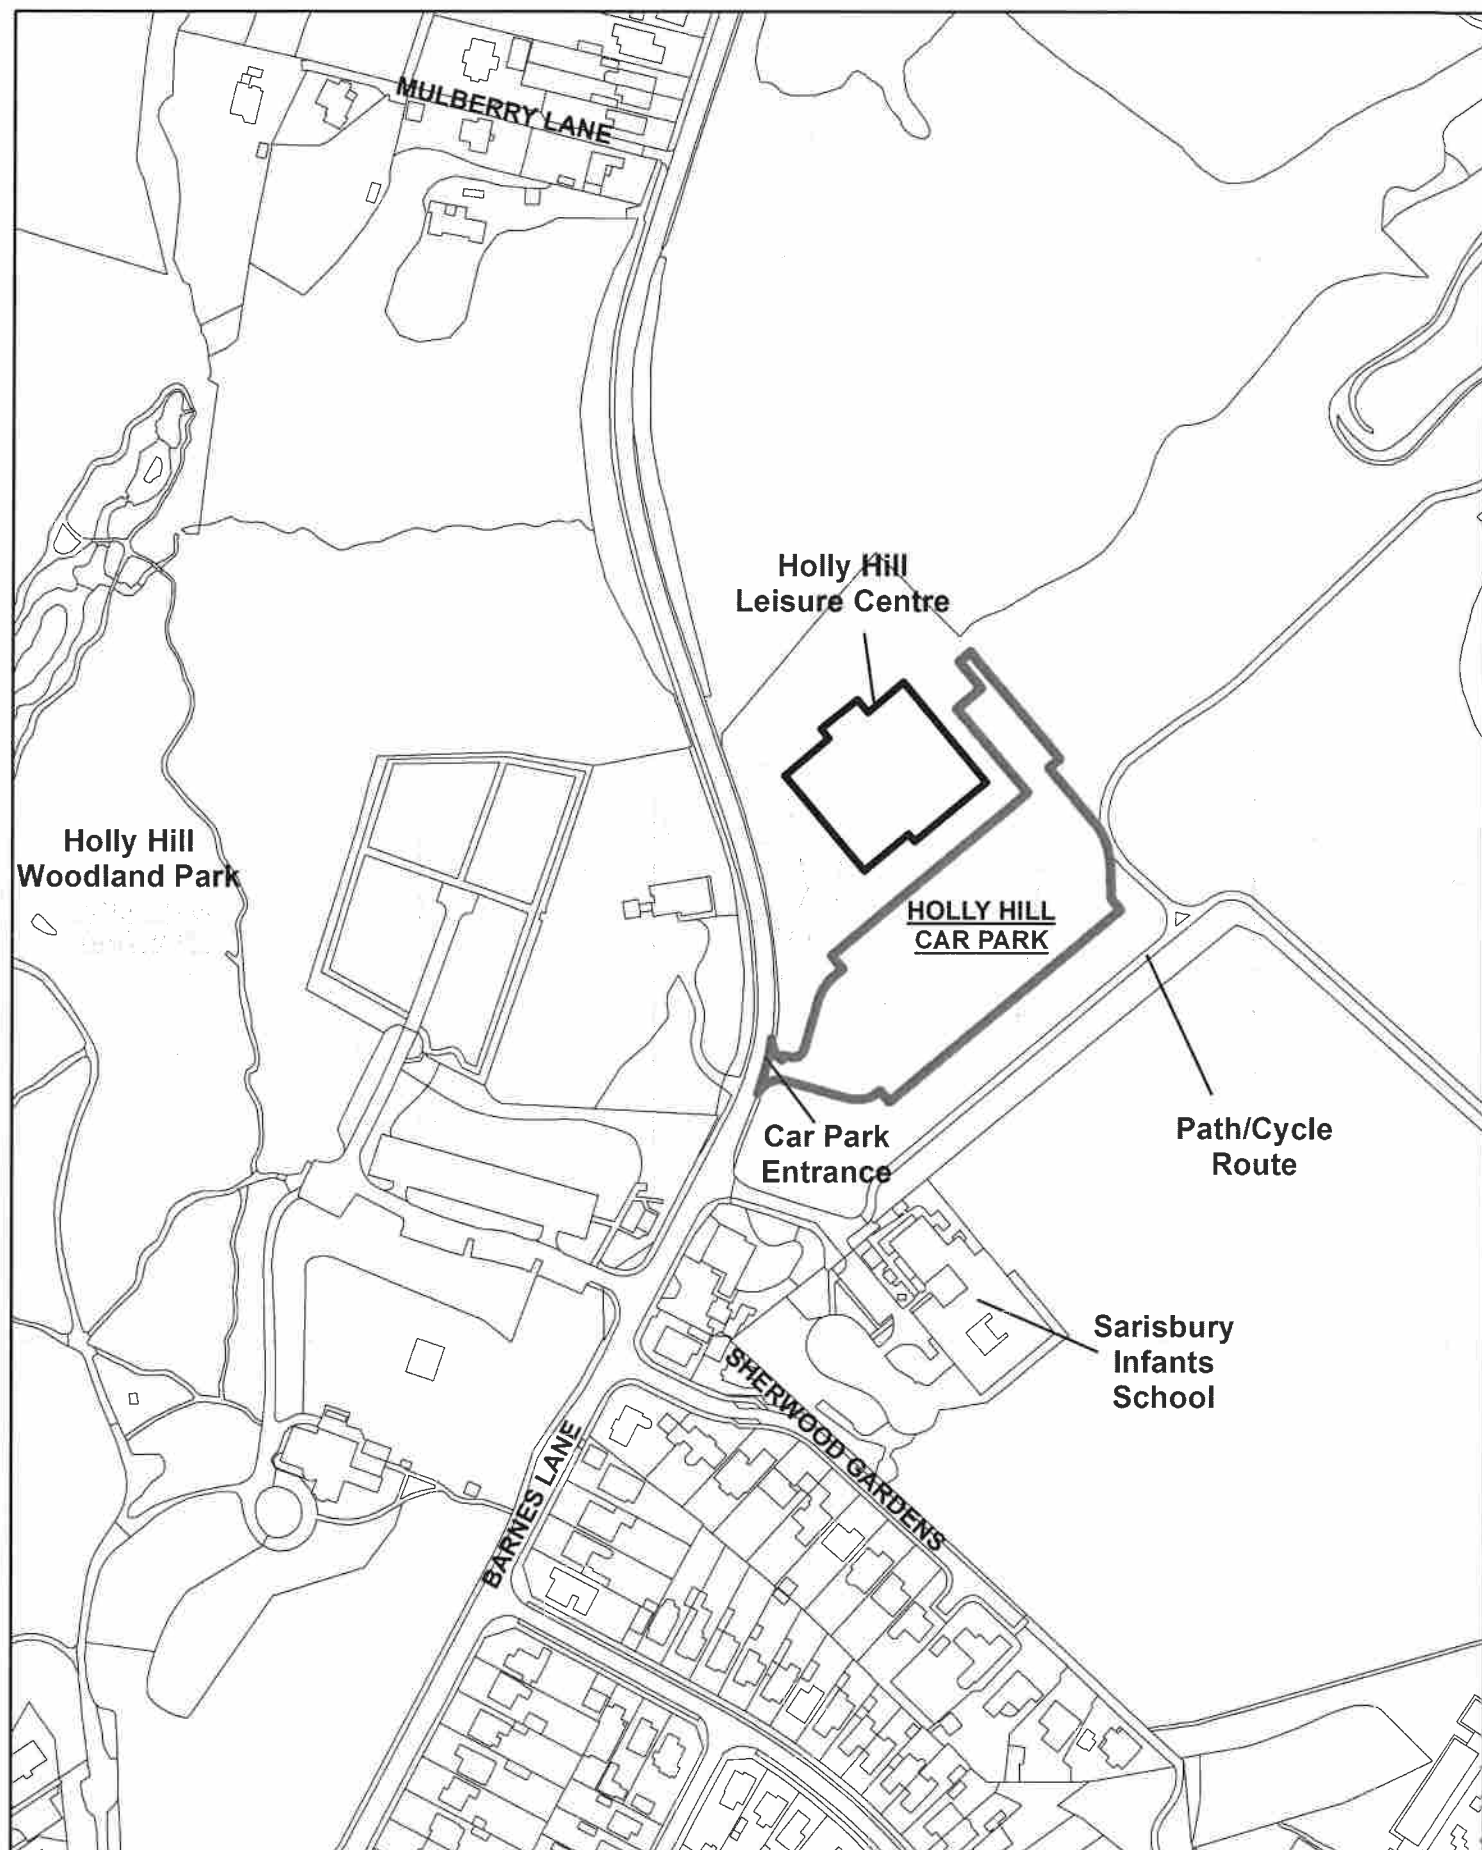 MULBERRY LANE
Holly Hill
Leisure Centre
Holly Hill
Woodland Park
HOLLY HILL
CAR PARK
Car Park
Entrance
Path/Cycle
Route
Sarisbury
Infants
School
SHERWOOD GARDENS
BARNES LANE